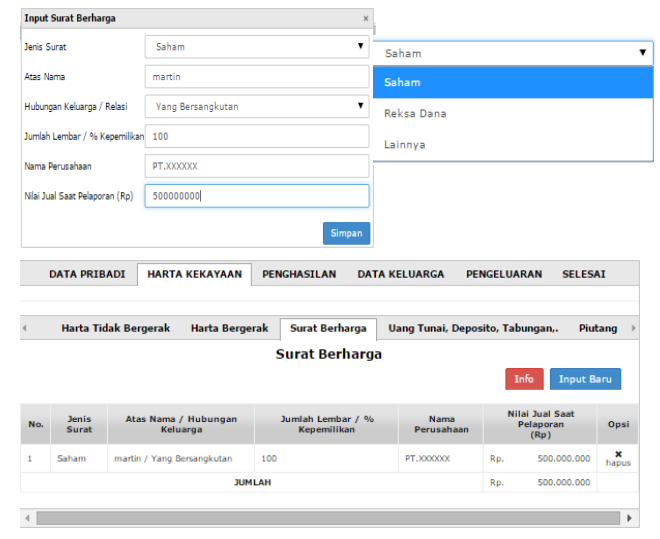 Input Surat Berharga ×
Jenis Surat Saham
Atas Nama martin
Hubungan Keluarga / Relasi Yang Bersangkutan
Jumlah Lembar / % Kepemilikan 100
Nama Perusahaan PT.XXXXXX
Nilai Jual Saat Pelaporan (Rp) 500000000
Simpan
Saham
Saham
Reksa Dana
Lainnya
DATA PRIBADI HARTA KEKAYAAN PENGHASILAN DATA KELUARGA PENGELUARAN SELESAI
Harta Tidak Bergerak Harta Bergerak Surat Berharga Uang Tunai, Deposito, Tabungan,.. Piutang
Surat Berharga
Info Input Baru
No. Jenis Surat Atas Nama / Hubungan Keluarga Jumlah Lembar / % Kepemilikan Nama Perusahaan Nilai Jual Saat Pelaporan (Rp) Opsi
1 Saham martin / Yang Bersangkutan 100 PT.XXXXXX Rp. 500.000.000 ✖ hapus
JUMLAH Rp. 500.000.000